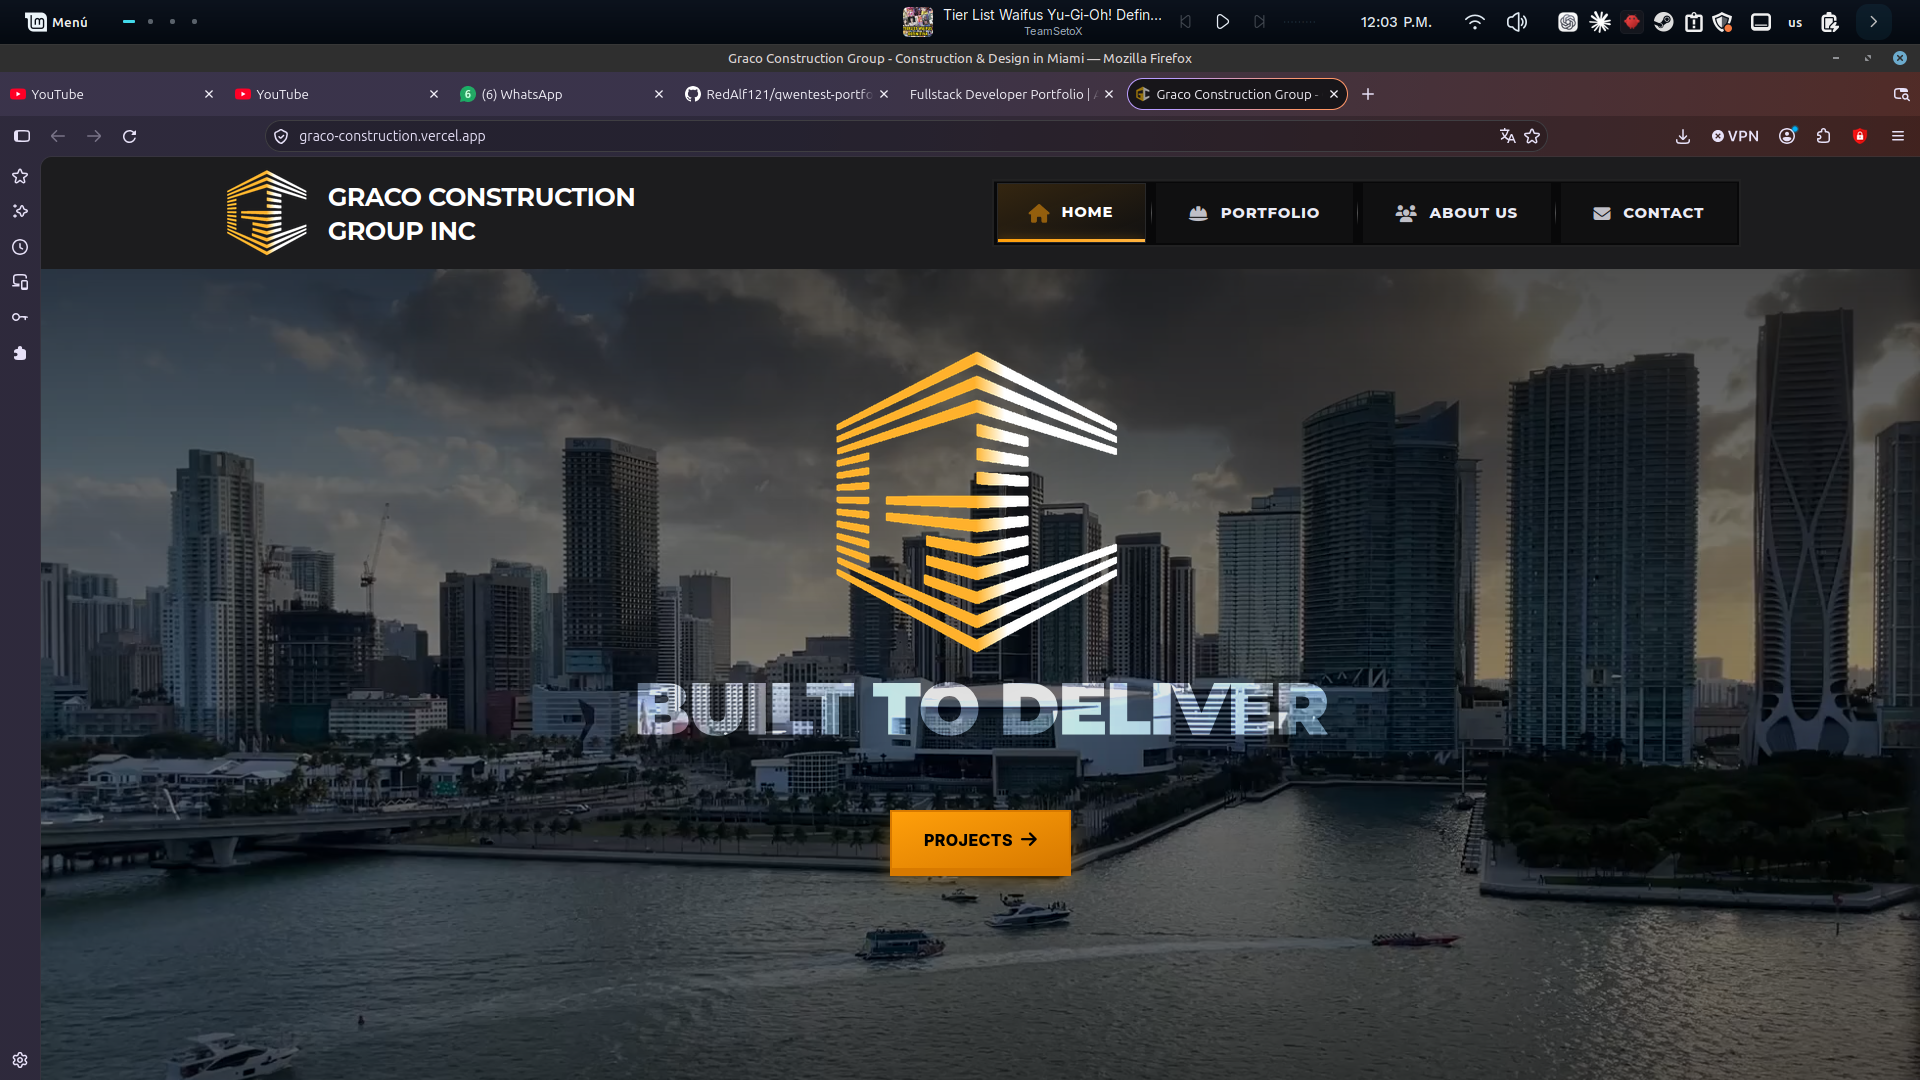 Menú
Tier List Waifus Yu-Gi-Oh! Defin...
TeamSetoX
12:03 P.M.
us
Graco Construction Group - Construction & Design in Miami — Mozilla Firefox
YouTube
YouTube
6 (6) WhatsApp
RedAlf121/qwentest-portfo
Fullstack Developer Portfolio |
Graco Construction Group -
graco-construction.vercel.app
VPN
GRACO CONSTRUCTION
GROUP INC
HOME
PORTFOLIO
ABOUT US
CONTACT
BUILT TO DELIVER
PROJECTS